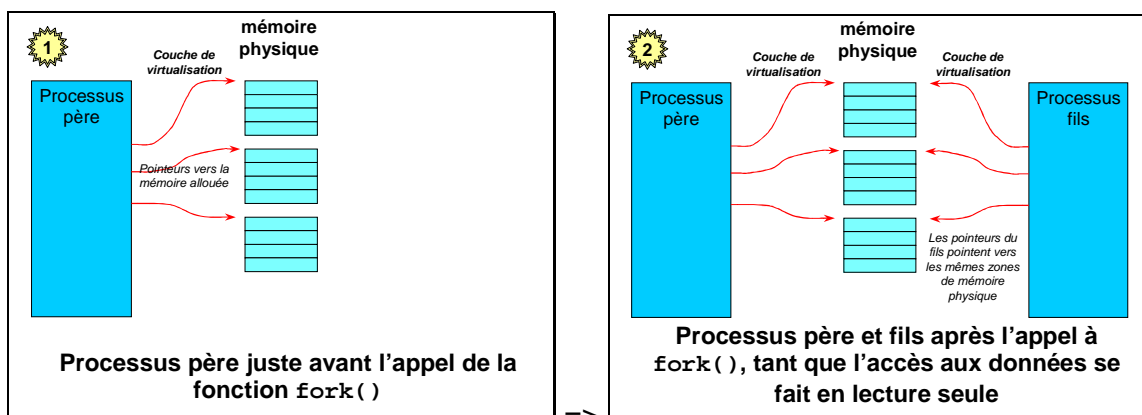 1
mémoire
physique
Couche de
virtualisation
Processus
père
Pointeurs vers la
mémoire allouée
Processus père juste avant l'appel de la
fonction fork()
=>
2
mémoire
physique
Couche de
virtualisation
Couche de
virtualisation
Processus
père
Processus
fils
Les pointeurs du
fils pointent vers
les mêmes zones
de mémoire
physique
Processus père et fils après l'appel à
fork(), tant que l'accès aux données se
fait en lecture seule